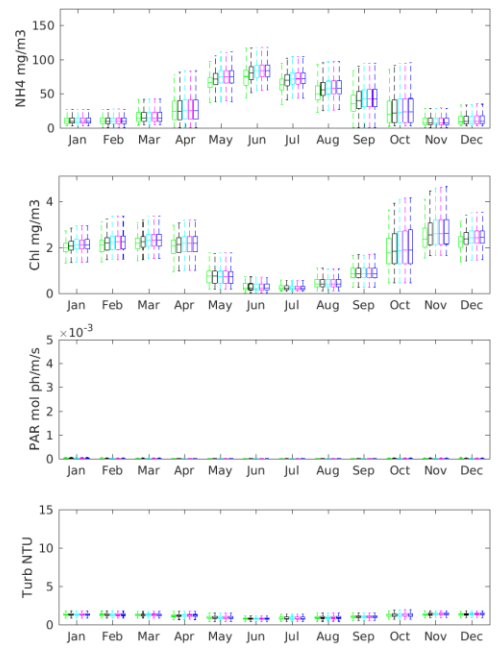 NH4 mg/m3
150
100
50
0
Jan Feb Mar Apr May Jun Jul Aug Sep Oct Nov Dec
Chl mg/m3
4
2
0
Jan Feb Mar Apr May Jun Jul Aug Sep Oct Nov Dec
×10-3
PAR mol ph/m/s
5
4
3
2
1
0
Jan Feb Mar Apr May Jun Jul Aug Sep Oct Nov Dec
Turb NTU
15
10
5
0
Jan Feb Mar Apr May Jun Jul Aug Sep Oct Nov Dec